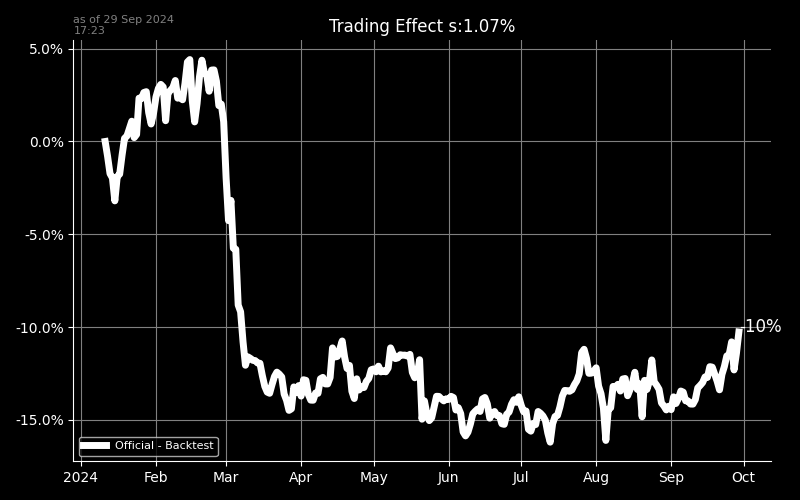 as of 29 Sep 2024
17:23
Trading Effect s:1.07%
5.0%
0.0%
-5.0%
-10.0%
-15.0%
-10%
Official - Backtest
2024 Feb Mar Apr May Jun Jul Aug Sep Oct